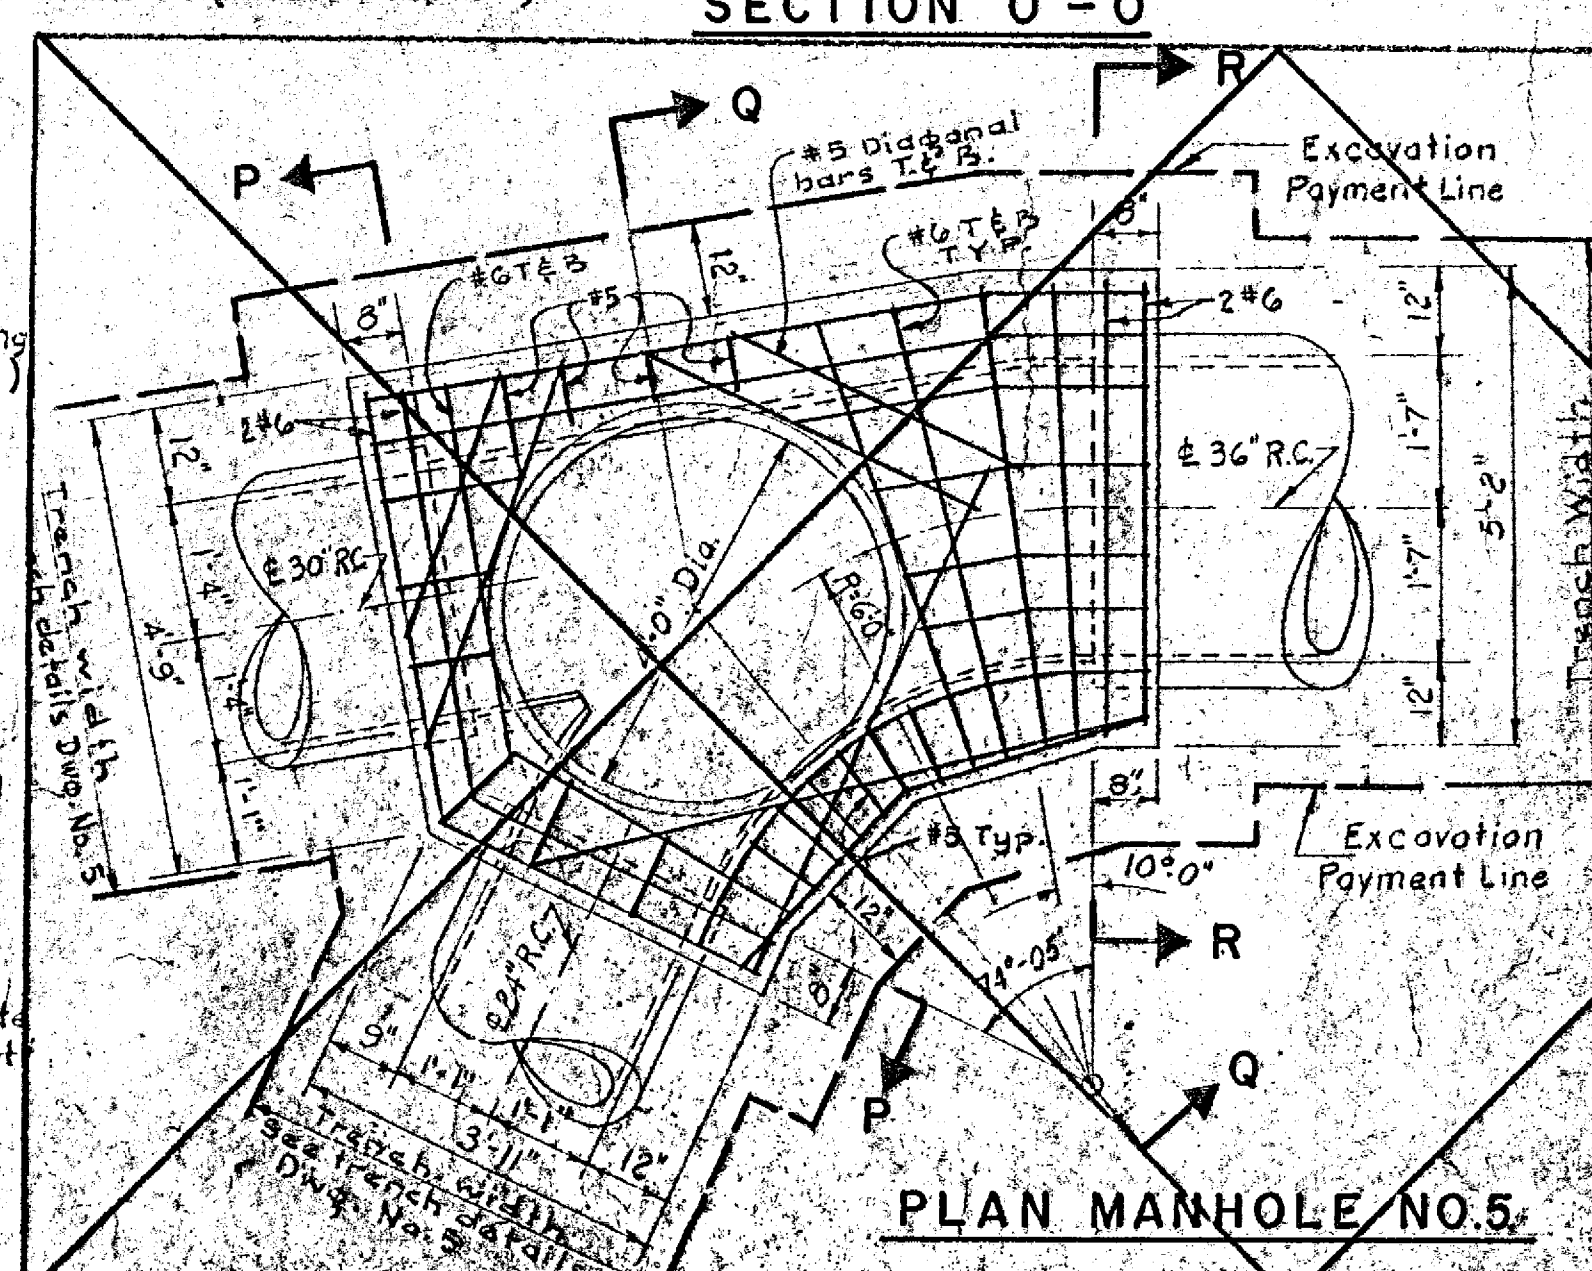 SECTION O-O
R
Q
P
#5 Diagonal
bars T.& B.
Excavation
Payment Line
8"
#6 T & B
TYP.
#6 T & B
12"
#5
8"
2 #6
12"
2#6
12"
1'-7"
℄ 36" R.C.
5'-2"
1'-7"
12"
Trench Width
℄ 30" RC
1'-4"
4'-9"
1'-4"
1'-1"
Trench width
details Dwg. No. 5
-0" Dia.
R=6'0"
8"
#5 Typ.
10°-0"
Excavation
Payment Line
12"
R
74°-05'
8"
℄ 24" R.C.
9"
1'-1"
1'-1"
3'-11"
12"
Trench width
see trench details
Dwg. No. 5
P
Q
PLAN MANHOLE NO.5